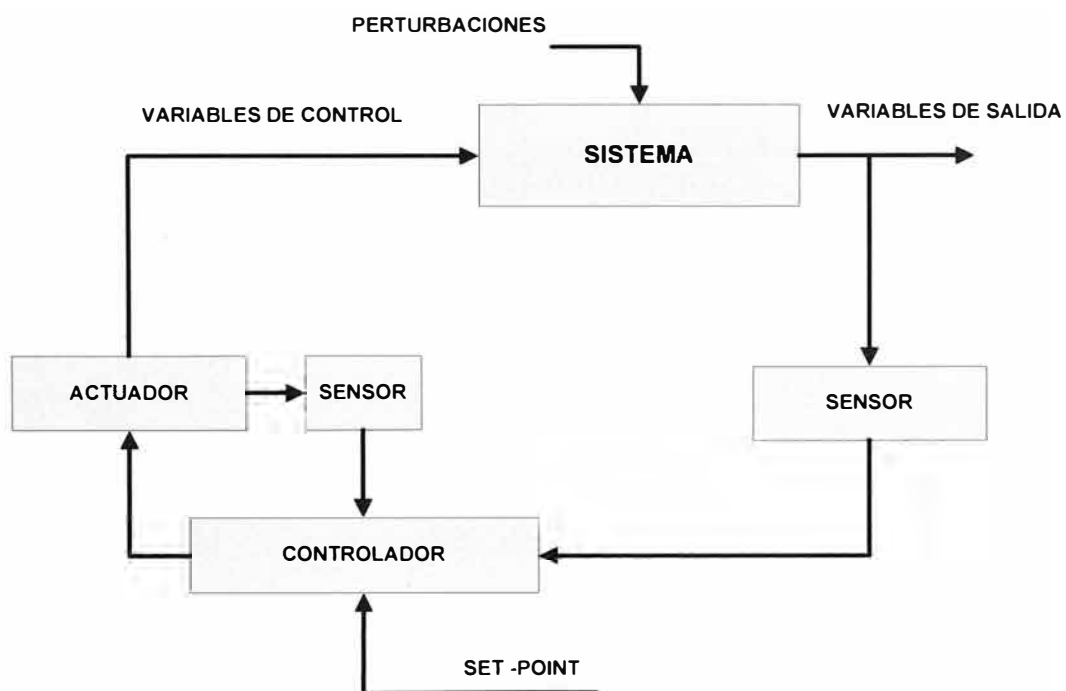 PERTURBACIONES
VARIABLES DE CONTROL
VARIABLES DE SALIDA
SISTEMA
ACTUADOR
SENSOR
SENSOR
CONTROLADOR
SET -POINT